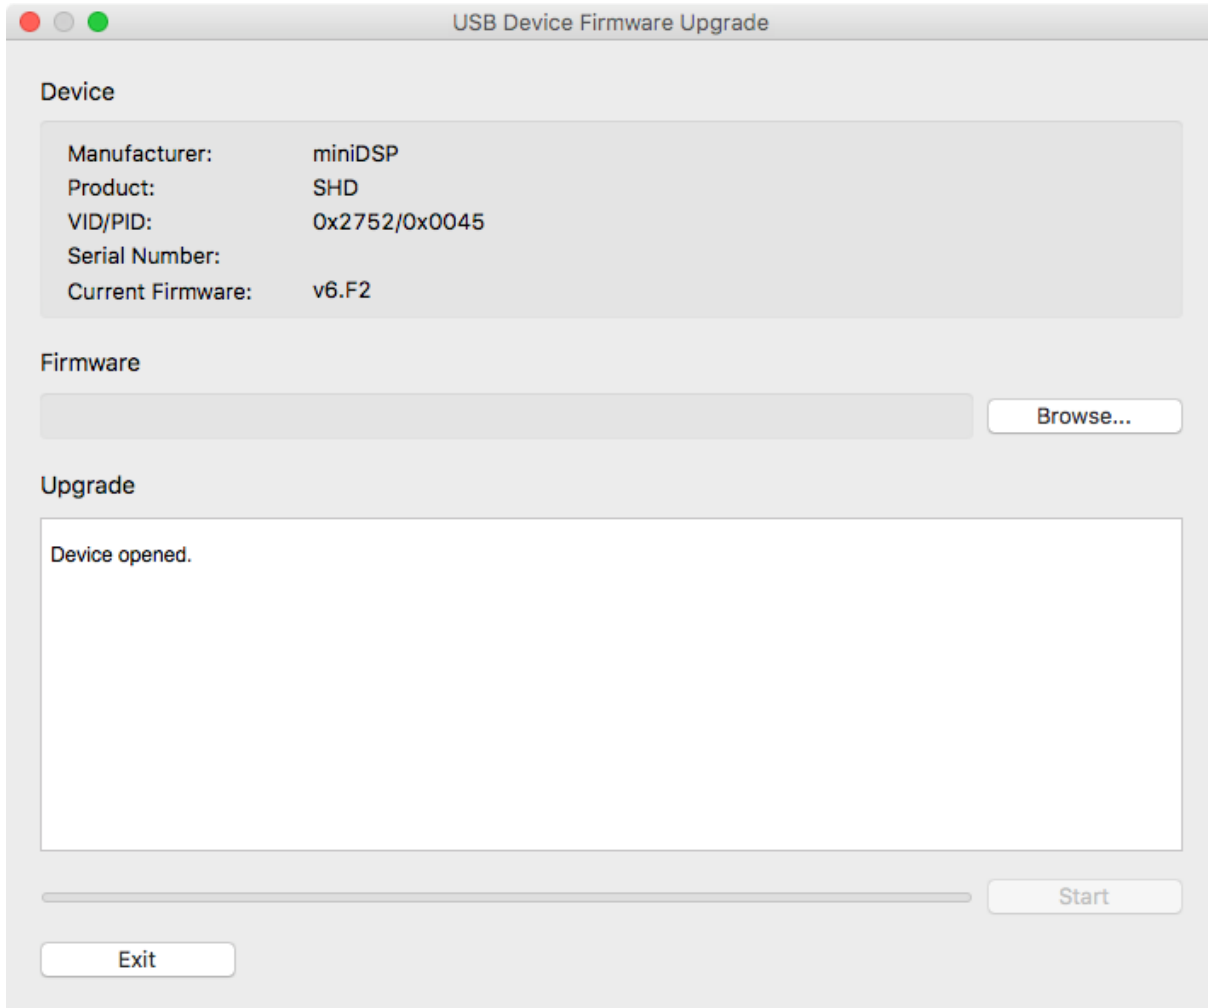 USB Device Firmware Upgrade
Device
Manufacturer: miniDSP
Product: SHD
VID/PID: 0x2752/0x0045
Serial Number:
Current Firmware: v6.F2
Firmware
Browse...
Upgrade
Device opened.
Start
Exit